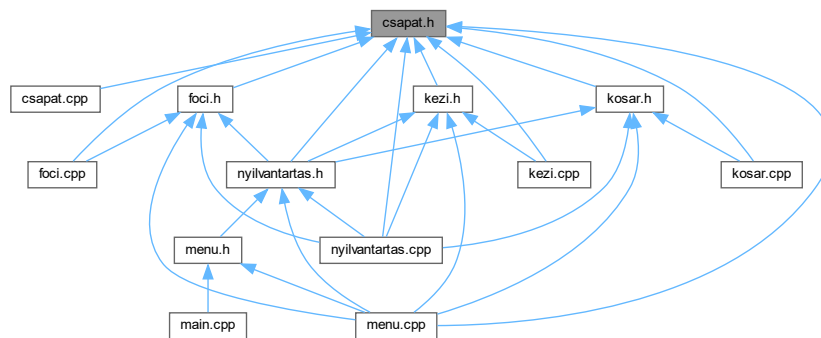 csapat.h
csapat.cpp
foci.h
kezi.h
kosar.h
foci.cpp
nyilvantartas.h
kezi.cpp
kosar.cpp
menu.h
nyilvantartas.cpp
main.cpp
menu.cpp